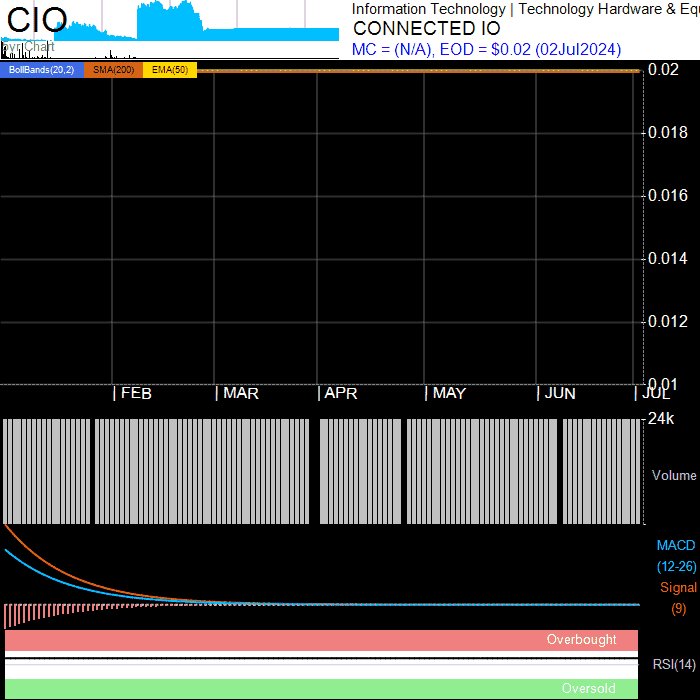 CIO
Information Technology | Technology Hardware & Equ
CONNECTED IO
MC = (N/A), EOD = $0.02 (02Jul2024)
Chart
BollBands(20,2) SMA(200) EMA(50)
0.02
0.018
0.016
0.014
0.012
0.01
| FEB | MAR | APR | MAY | JUN | JUL
24k
Volume
MACD
(12-26)
Signal
(9)
Overbought
RSI(14)
Oversold